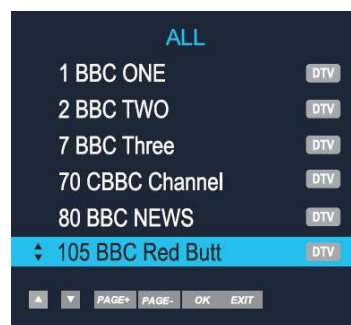 ALL
1 BBC ONE DTV
2 BBC TWO DTV
7 BBC Three DTV
70 CBBC Channel DTV
80 BBC NEWS DTV
105 BBC Red Butt DTV
PAGE+ PAGE- OK EXIT